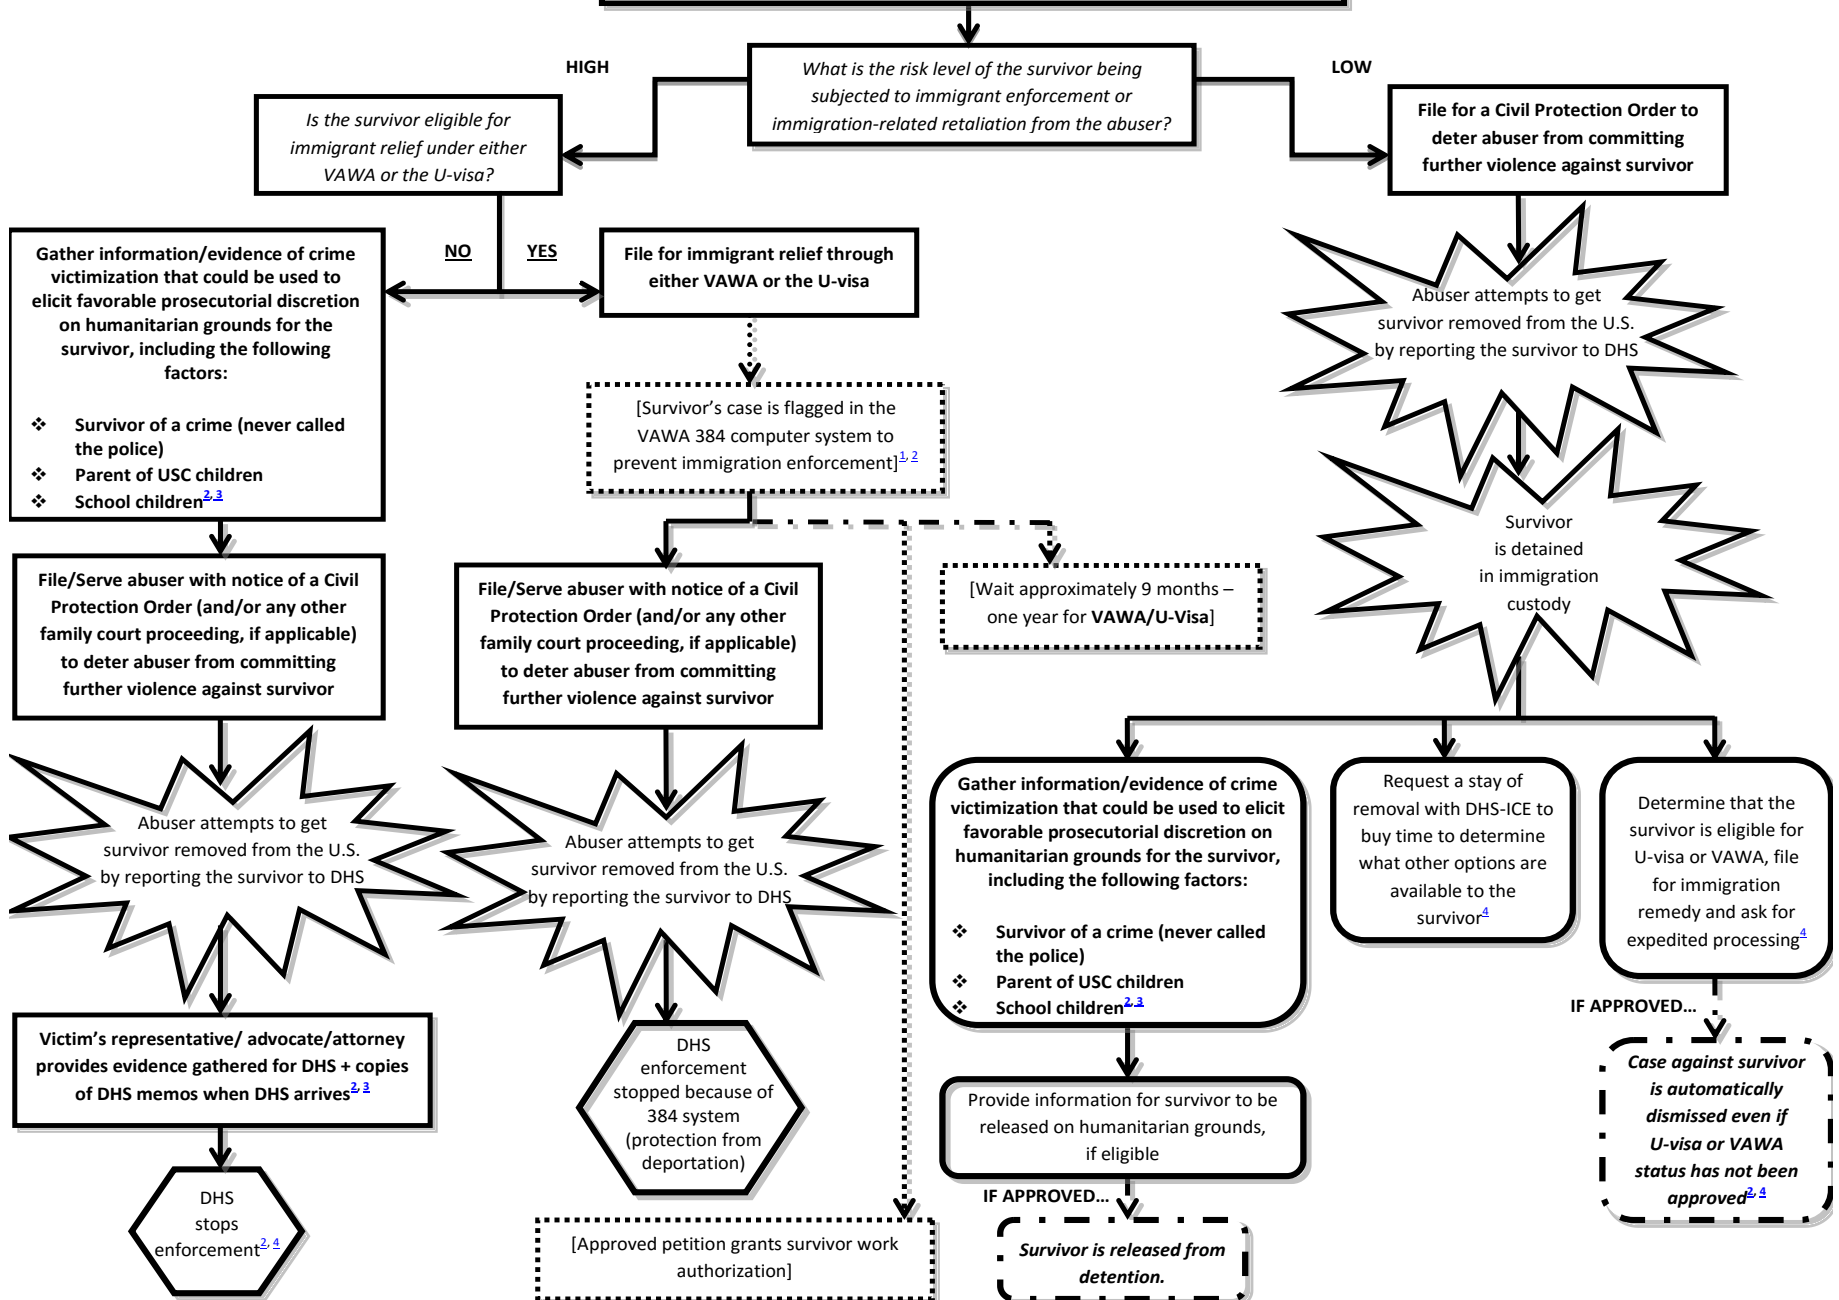 What is the risk level of the survivor being
subjected to immigrant enforcement or
immigration-related retaliation from the abuser?
HIGH
LOW
Is the survivor eligible for
immigrant relief under either
VAWA or the U-visa?
File for a Civil Protection Order to
deter abuser from committing
further violence against survivor
NO
YES
Gather information/evidence of crime
victimization that could be used to
elicit favorable prosecutorial discretion
on humanitarian grounds for the
survivor, including the following
factors:
❖ Survivor of a crime (never called
the police)
❖ Parent of USC children
❖ School children2, 3
File for immigrant relief through
either VAWA or the U-visa
[Survivor’s case is flagged in the
VAWA 384 computer system to
prevent immigration enforcement]1, 2
Abuser attempts to get
survivor removed from the U.S.
by reporting the survivor to DHS
Survivor
is detained
in immigration
custody
File/Serve abuser with notice of a Civil
Protection Order (and/or any other
family court proceeding, if applicable)
to deter abuser from committing
further violence against survivor
File/Serve abuser with notice of a Civil
Protection Order (and/or any other
family court proceeding, if applicable)
to deter abuser from committing
further violence against survivor
[Wait approximately 9 months –
one year for VAWA/U-Visa]
Abuser attempts to get
survivor removed from the U.S.
by reporting the survivor to DHS
Abuser attempts to get
survivor removed from the U.S.
by reporting the survivor to DHS
Gather information/evidence of crime
victimization that could be used to elicit
favorable prosecutorial discretion on
humanitarian grounds for the survivor,
including the following factors:
❖ Survivor of a crime (never called
the police)
❖ Parent of USC children
❖ School children2, 3
Request a stay of
removal with DHS-ICE to
buy time to determine
what other options are
available to the
survivor4
Determine that the
survivor is eligible for
U-visa or VAWA, file
for immigration
remedy and ask for
expedited processing4
Victim’s representative/ advocate/attorney
provides evidence gathered for DHS + copies
of DHS memos when DHS arrives2, 3
DHS
enforcement
stopped because of
384 system
(protection from
deportation)
Provide information for survivor to be
released on humanitarian grounds,
if eligible
IF APPROVED…
Case against survivor
is automatically
dismissed even if
U-visa or VAWA
status has not been
approved2, 4
DHS
stops
enforcement2, 4
[Approved petition grants survivor work
authorization]
IF APPROVED…
Survivor is released from
detention.